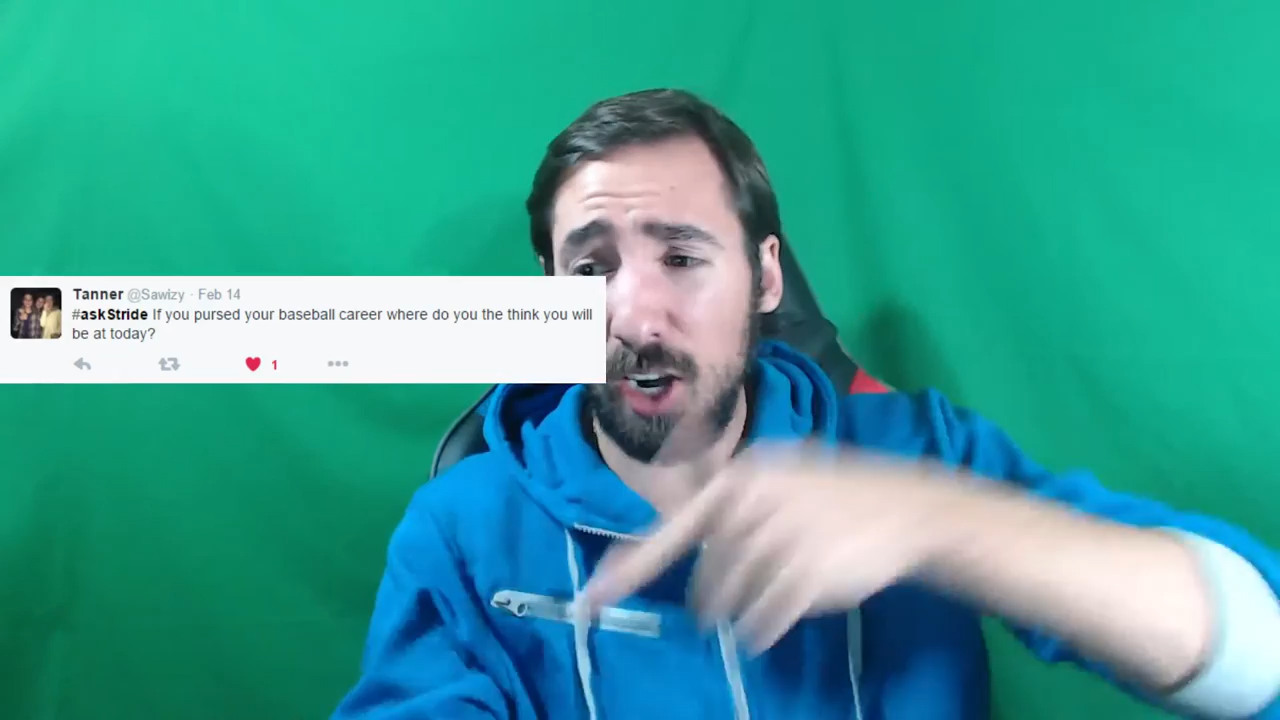 Tanner @Sawizy · Feb 14
#askStride If you pursed your baseball career where do you the think you will
be at today?
1